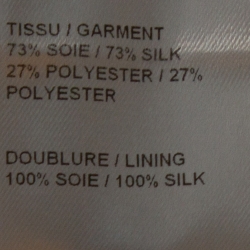 TISSU / GARMENT
73% SOIE / 73% SILK
27% POLYESTER / 27%
POLYESTER
DOUBLURE / LINING
100% SOIE / 100% SILK